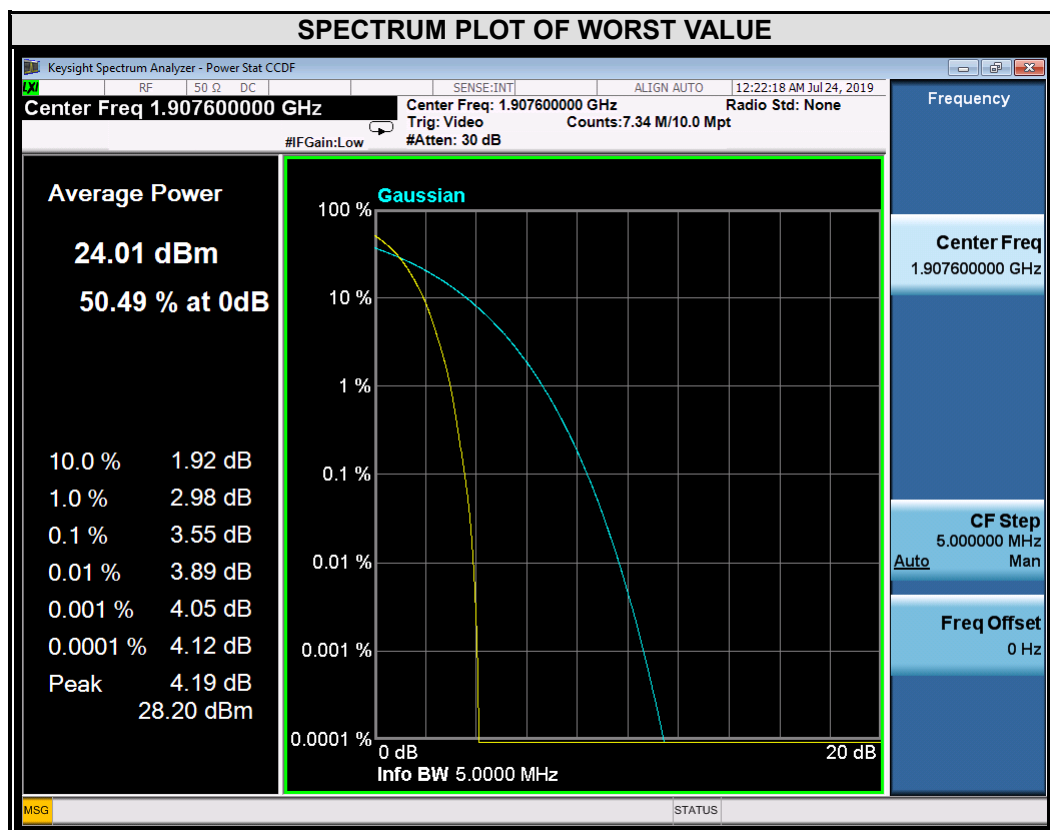 SPECTRUM PLOT OF WORST VALUE
Keysight Spectrum Analyzer - Power Stat CCDF
LXI RF 50 Ω DC SENSE:INT ALIGN AUTO 12:22:18 AM Jul 24, 2019
Center Freq 1.907600000 GHz
#IFGain:Low
Center Freq: 1.907600000 GHz Radio Std: None
Trig: Video Counts:7.34 M/10.0 Mpt
#Atten: 30 dB
Average Power
24.01 dBm
50.49 % at 0dB
10.0 % 1.92 dB
1.0 % 2.98 dB
0.1 % 3.55 dB
0.01 % 3.89 dB
0.001 % 4.05 dB
0.0001 % 4.12 dB
Peak 4.19 dB
28.20 dBm
Gaussian
100 %
10 %
1 %
0.1 %
0.01 %
0.001 %
0.0001 %
0 dB 20 dB
Info BW 5.0000 MHz
Frequency
Center Freq
1.907600000 GHz
CF Step
5.000000 MHz
Auto Man
Freq Offset
0 Hz
MSG STATUS